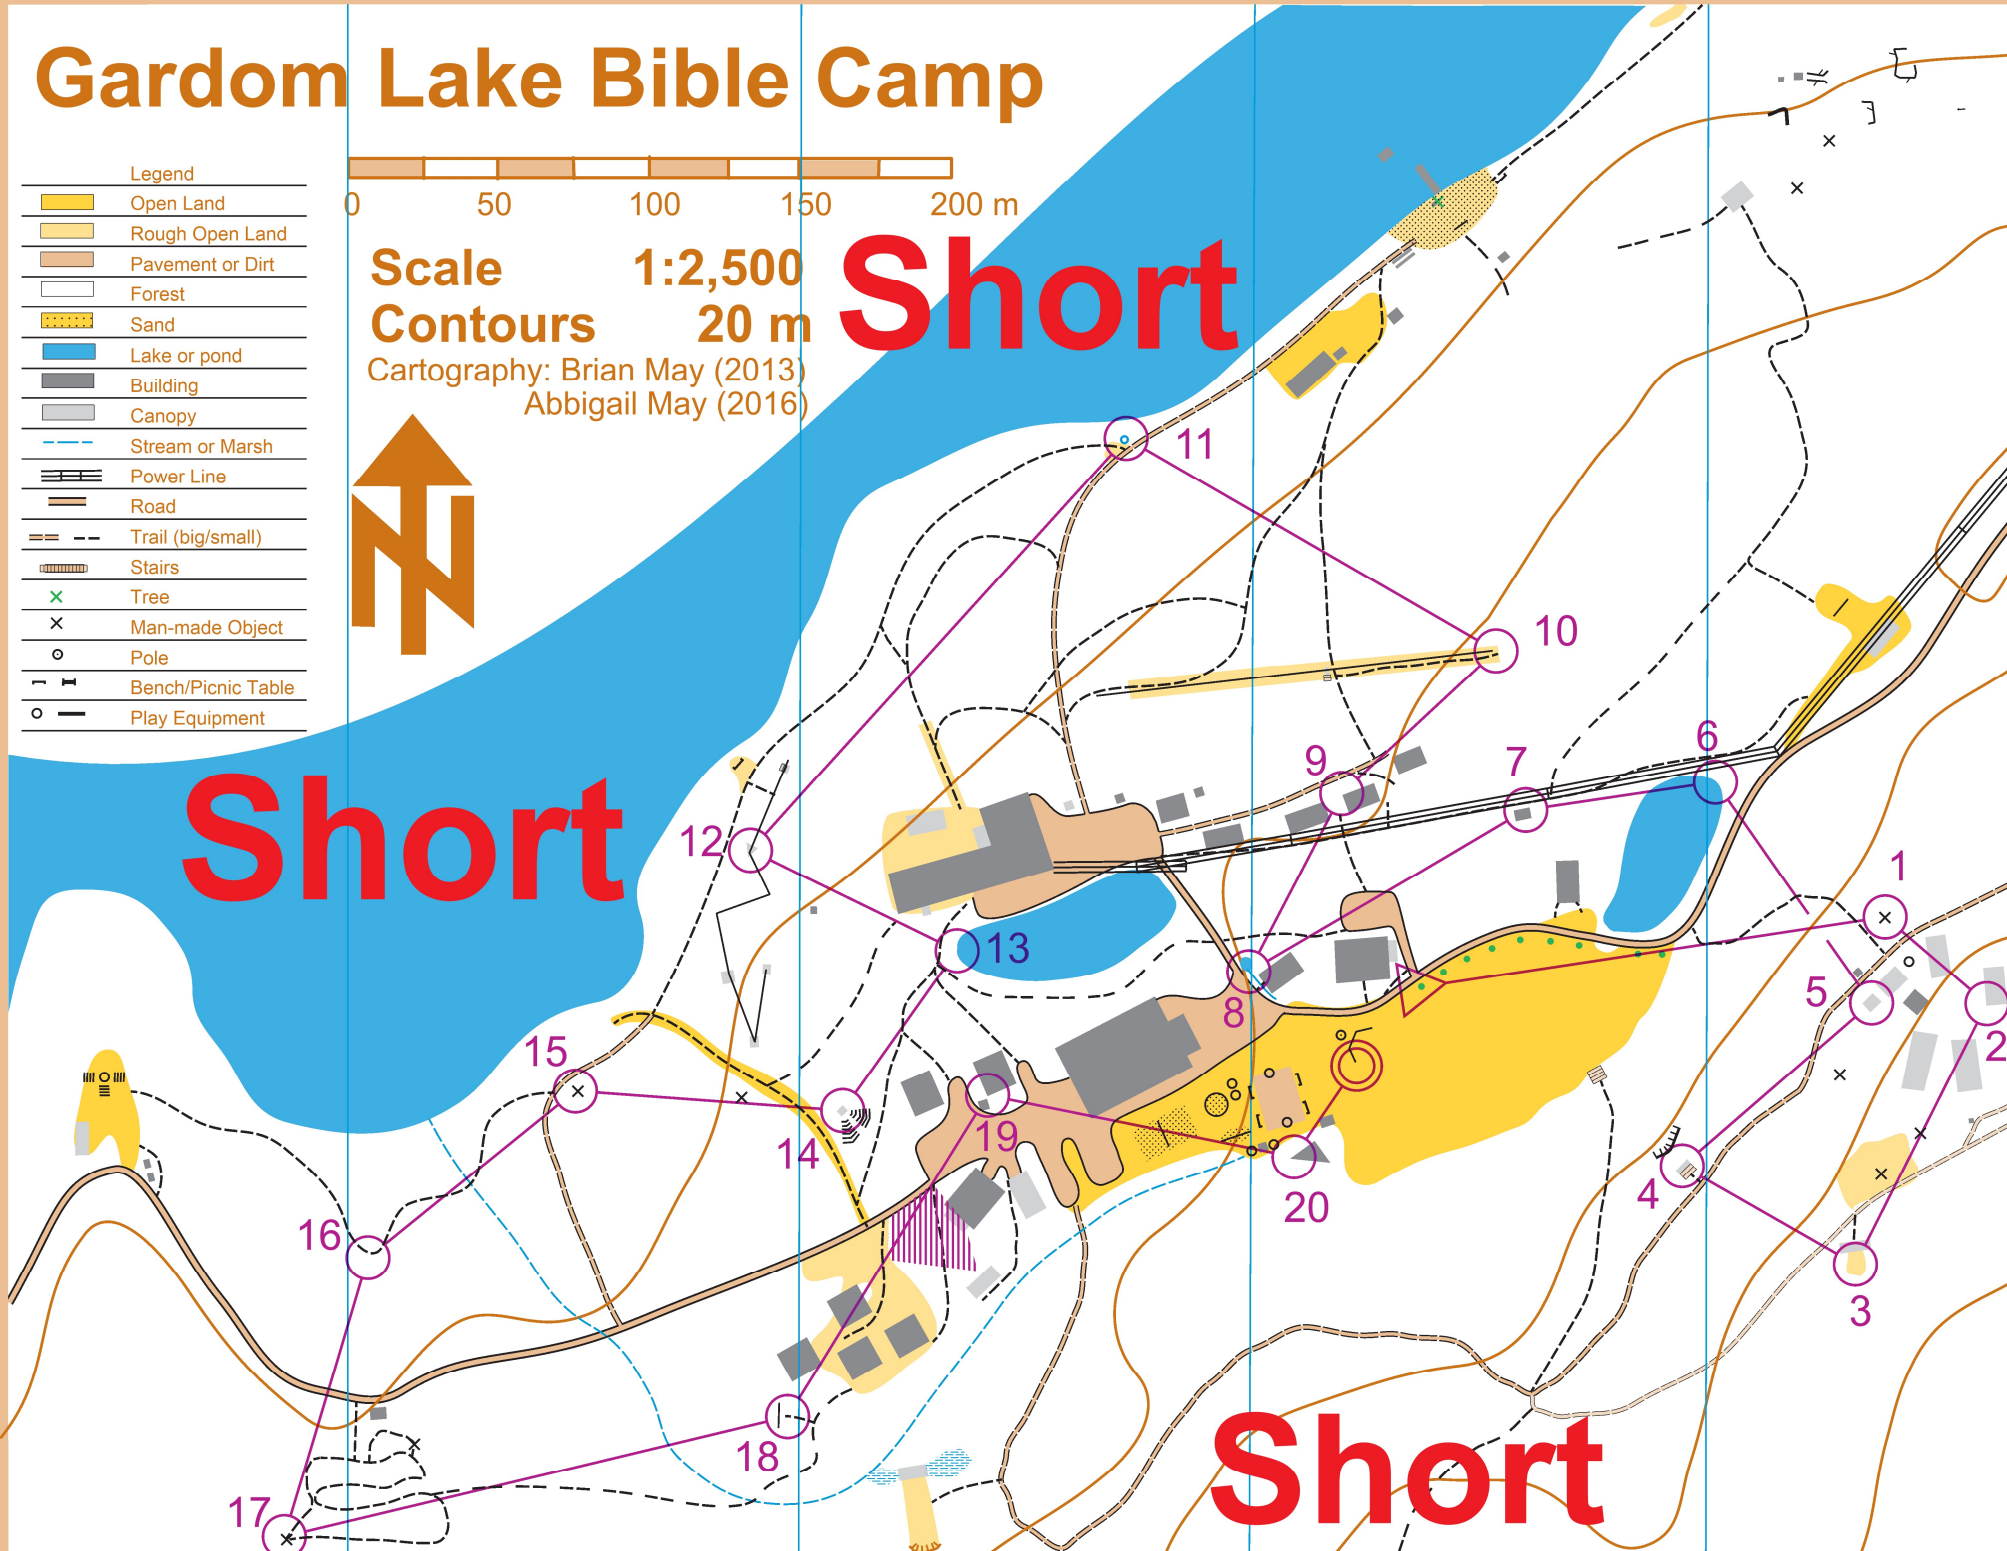 Gardom Lake Bible Camp
0 50 100 150 200 m
Scale 1:2,500
Contours 20 m
Cartography: Brian May (2013)
Abbigail May (2016)
Legend
Open Land
Rough Open Land
Pavement or Dirt
Forest
Sand
Lake or pond
Building
Canopy
Stream or Marsh
Power Line
Road
Trail (big/small)
Stairs
Tree
Man-made Object
Pole
Bench/Picnic Table
Play Equipment
N
Short
Short
Short
11
10
6
9
7
12
1
13
5
8
2
15
14
19
4
20
16
3
18
17